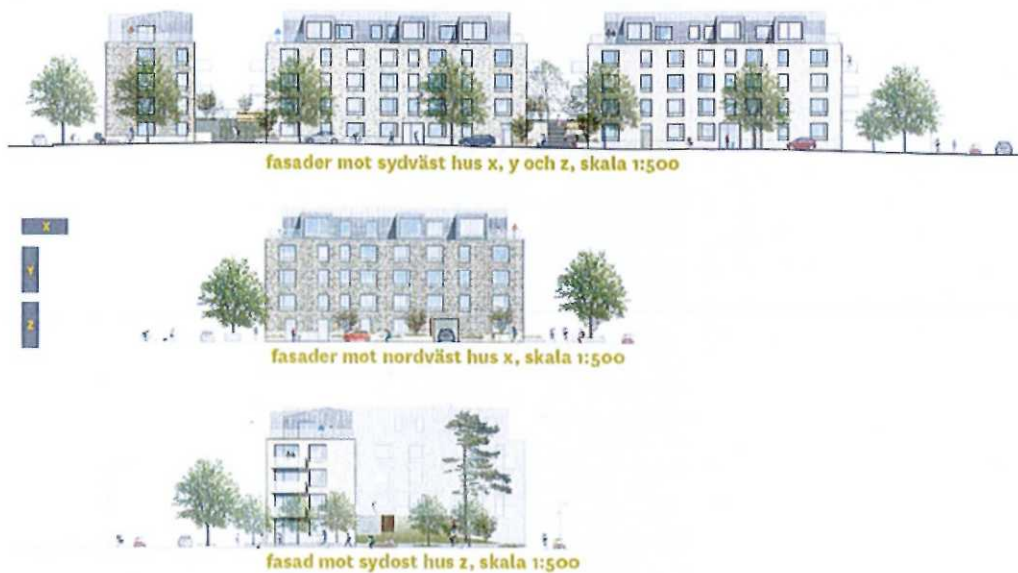 fasader mot sydväst hus x, y och z, skala 1:500
X
Y
Z
fasader mot nordväst hus x, skala 1:500
fasad mot sydost hus z, skala 1:500